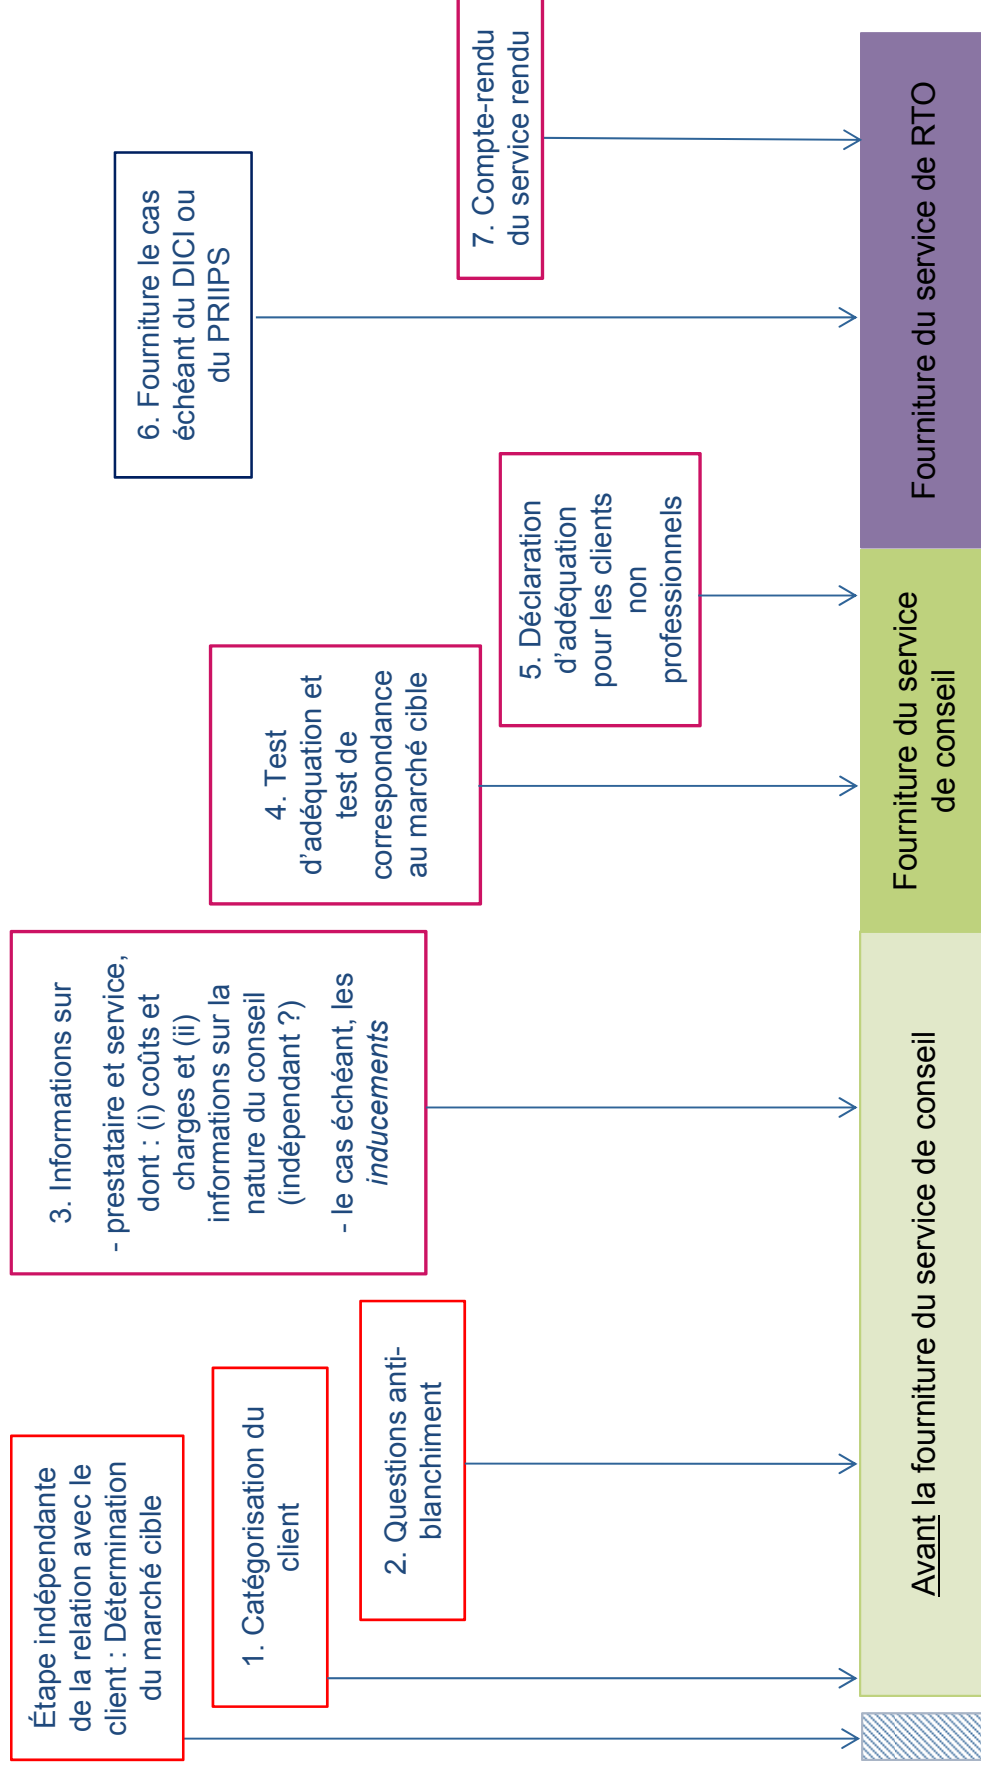 Étape indépendante
de la relation avec le
client : Détermination
du marché cible
1. Catégorisation du
client
2. Questions anti-
blanchiment
3. Informations sur
- prestataire et service,
dont : (i) coûts et
charges et (ii)
informations sur la
nature du conseil
(indépendant ?)
- le cas échéant, les
inducements
4. Test
d’adéquation et
test de
correspondance
au marché cible
5. Déclaration
d’adéquation
pour les clients
non
professionnels
6. Fourniture le cas
échéant du DICI ou
du PRIIPS
7. Compte-rendu
du service rendu
Avant la fourniture du service de conseil
Fourniture du service
de conseil
Fourniture du service de RTO